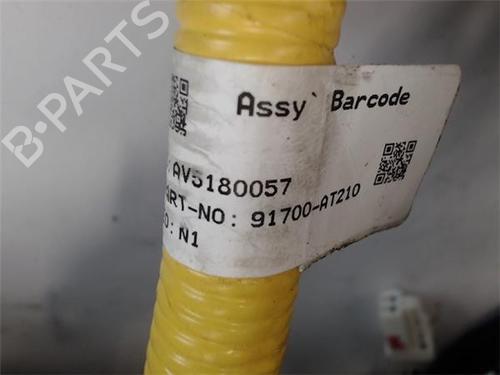 B-PARTS
Assy` Barcode
:AV5180057
ART-NO: 91700-AT210
O:N1